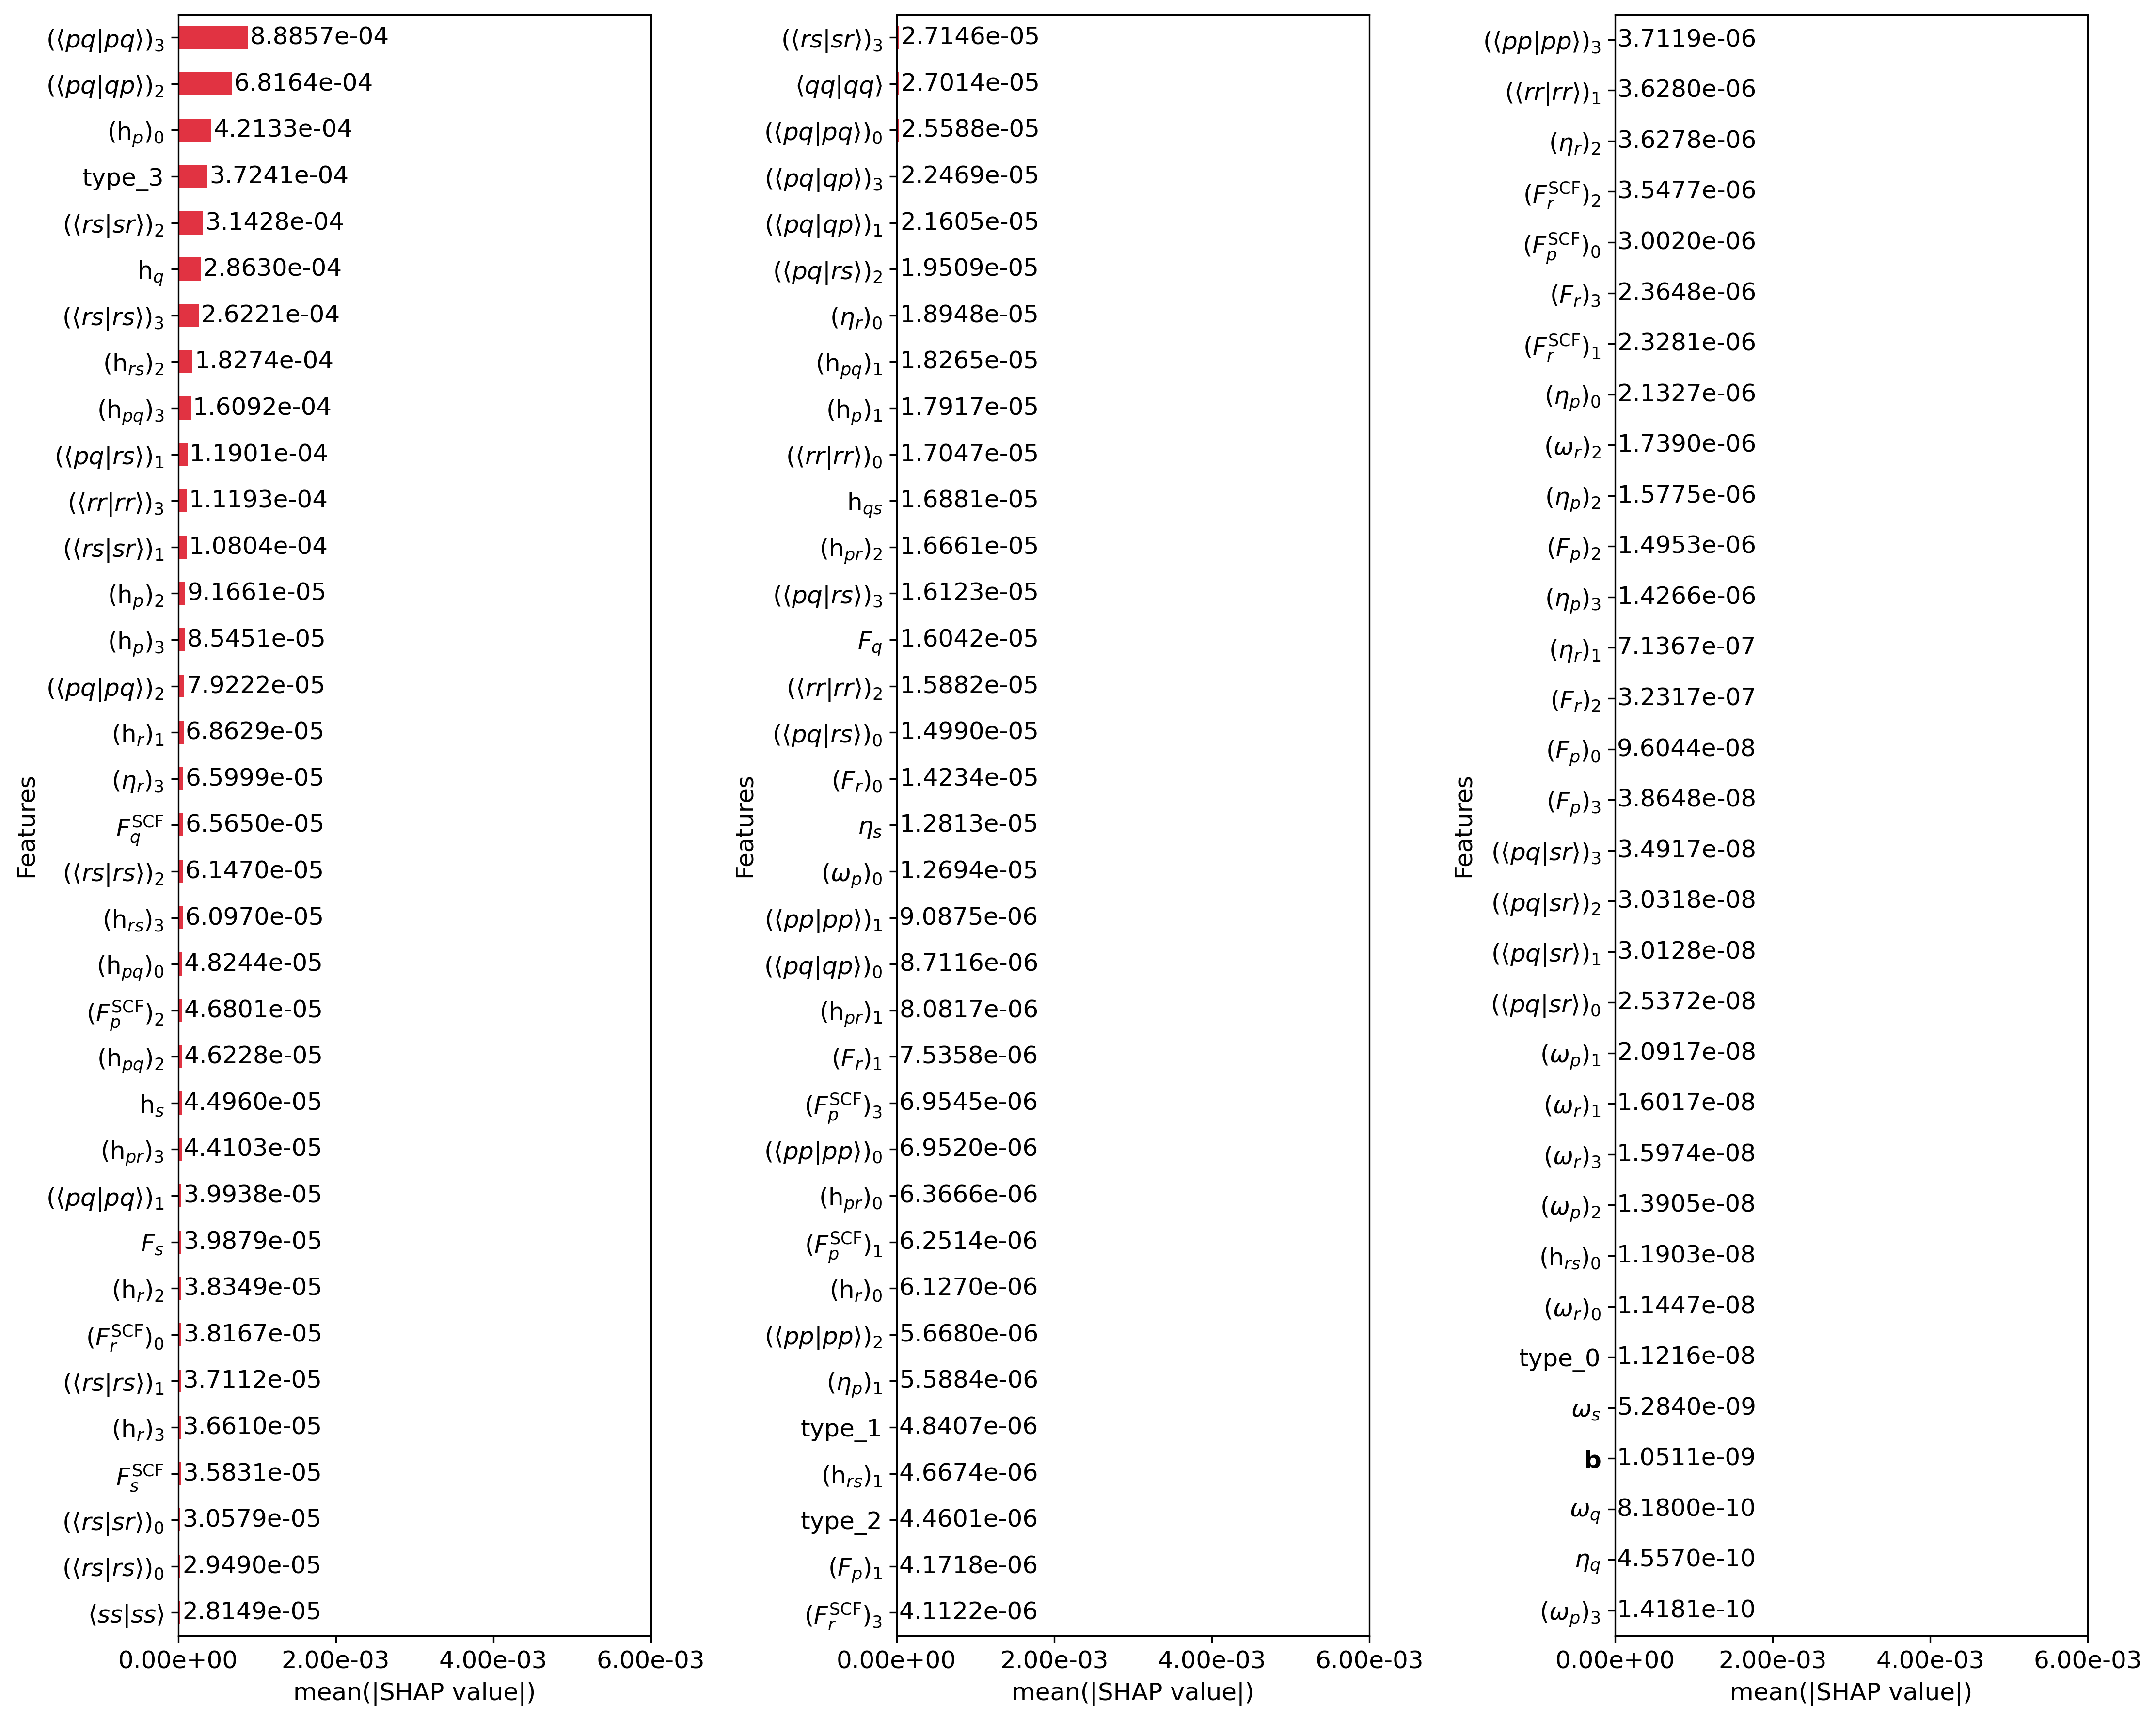 (⟨pq|pq⟩)₃ 8.8857e-04
(⟨pq|qp⟩)₂ 6.8164e-04
(hₚ)₀ 4.2133e-04
type_3 3.7241e-04
(⟨rs|sr⟩)₂ 3.1428e-04
h_q 2.8630e-04
(⟨rs|rs⟩)₃ 2.6221e-04
(h_rs)₂ 1.8274e-04
(h_pq)₃ 1.6092e-04
(⟨pq|rs⟩)₁ 1.1901e-04
(⟨rr|rr⟩)₃ 1.1193e-04
(⟨rs|sr⟩)₁ 1.0804e-04
(hₚ)₂ 9.1661e-05
(hₚ)₃ 8.5451e-05
(⟨pq|pq⟩)₂ 7.9222e-05
(h_r)₁ 6.8629e-05
(η_r)₃ 6.5999e-05
F_q^SCF 6.5650e-05
(⟨rs|rs⟩)₂ 6.1470e-05
(h_rs)₃ 6.0970e-05
(h_pq)₀ 4.8244e-05
(F_p^SCF)₂ 4.6801e-05
(h_pq)₂ 4.6228e-05
h_s 4.4960e-05
(h_pr)₃ 4.4103e-05
(⟨pq|pq⟩)₁ 3.9938e-05
F_s 3.9879e-05
(h_r)₂ 3.8349e-05
(F_r^SCF)₀ 3.8167e-05
(⟨rs|rs⟩)₁ 3.7112e-05
(h_r)₃ 3.6610e-05
F_s^SCF 3.5831e-05
(⟨rs|sr⟩)₀ 3.0579e-05
(⟨rs|rs⟩)₀ 2.9490e-05
⟨ss|ss⟩ 2.8149e-05
Features
0.00e+00 2.00e-03 4.00e-03 6.00e-03
mean(|SHAP value|)
(⟨rs|sr⟩)₃ 2.7146e-05
⟨qq|qq⟩ 2.7014e-05
(⟨pq|pq⟩)₀ 2.5588e-05
(⟨pq|qp⟩)₃ 2.2469e-05
(⟨pq|qp⟩)₁ 2.1605e-05
(⟨pq|rs⟩)₂ 1.9509e-05
(η_r)₀ 1.8948e-05
(h_pq)₁ 1.8265e-05
(hₚ)₁ 1.7917e-05
(⟨rr|rr⟩)₀ 1.7047e-05
h_qs 1.6881e-05
(h_pr)₂ 1.6661e-05
(⟨pq|rs⟩)₃ 1.6123e-05
F_q 1.6042e-05
(⟨rr|rr⟩)₂ 1.5882e-05
(⟨pq|rs⟩)₀ 1.4990e-05
(F_r)₀ 1.4234e-05
η_s 1.2813e-05
(ω_p)₀ 1.2694e-05
(⟨pp|pp⟩)₁ 9.0875e-06
(⟨pq|qp⟩)₀ 8.7116e-06
(h_pr)₁ 8.0817e-06
(F_r)₁ 7.5358e-06
(F_p^SCF)₃ 6.9545e-06
(⟨pp|pp⟩)₀ 6.9520e-06
(h_pr)₀ 6.3666e-06
(F_p^SCF)₁ 6.2514e-06
(h_r)₀ 6.1270e-06
(⟨pp|pp⟩)₂ 5.6680e-06
(η_p)₁ 5.5884e-06
type_1 4.8407e-06
(h_rs)₁ 4.6674e-06
type_2 4.4601e-06
(F_p)₁ 4.1718e-06
(F_r^SCF)₃ 4.1122e-06
Features
0.00e+00 2.00e-03 4.00e-03 6.00e-03
mean(|SHAP value|)
(⟨pp|pp⟩)₃ 3.7119e-06
(⟨rr|rr⟩)₁ 3.6280e-06
(η_r)₂ 3.6278e-06
(F_r^SCF)₂ 3.5477e-06
(F_p^SCF)₀ 3.0020e-06
(F_r)₃ 2.3648e-06
(F_r^SCF)₁ 2.3281e-06
(η_p)₀ 2.1327e-06
(ω_r)₂ 1.7390e-06
(η_p)₂ 1.5775e-06
(F_p)₂ 1.4953e-06
(η_p)₃ 1.4266e-06
(η_r)₁ 7.1367e-07
(F_r)₂ 3.2317e-07
(F_p)₀ 9.6044e-08
(F_p)₃ 3.8648e-08
(⟨pq|sr⟩)₃ 3.4917e-08
(⟨pq|sr⟩)₂ 3.0318e-08
(⟨pq|sr⟩)₁ 3.0128e-08
(⟨pq|sr⟩)₀ 2.5372e-08
(ω_p)₁ 2.0917e-08
(ω_r)₁ 1.6017e-08
(ω_r)₃ 1.5974e-08
(ω_p)₂ 1.3905e-08
(h_rs)₀ 1.1903e-08
(ω_r)₀ 1.1447e-08
type_0 1.1216e-08
ω_s 5.2840e-09
b 1.0511e-09
ω_q 8.1800e-10
η_q 4.5570e-10
(ω_p)₃ 1.4181e-10
Features
0.00e+00 2.00e-03 4.00e-03 6.00e-03
mean(|SHAP value|)